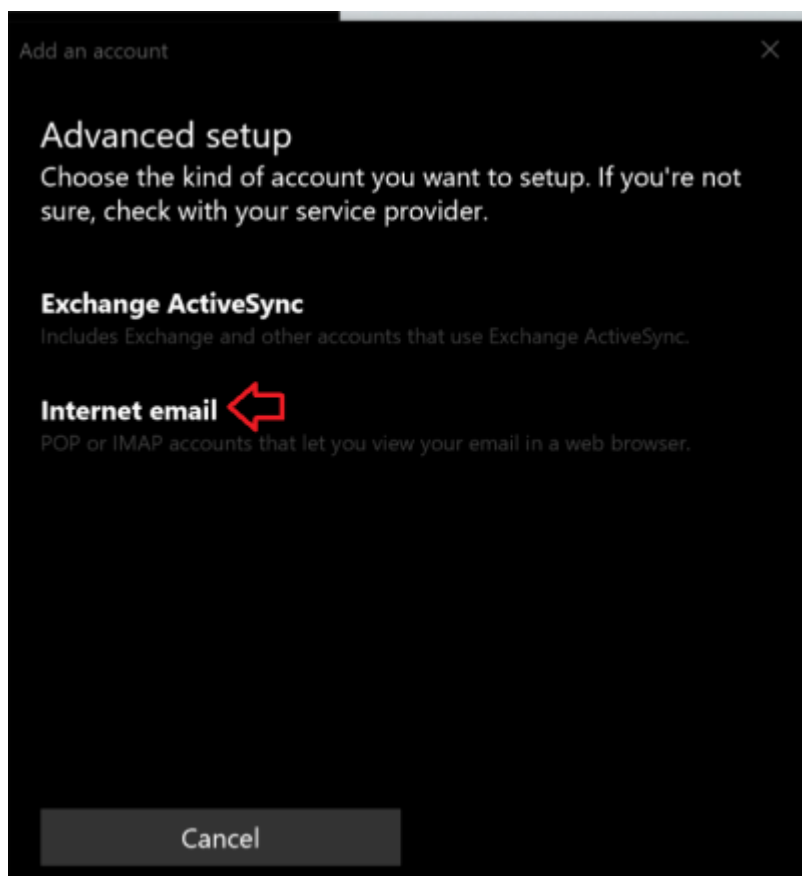 Add an account
Advanced setup
Choose the kind of account you want to setup. If you're not
sure, check with your service provider.
Exchange ActiveSync
Includes Exchange and other accounts that use Exchange ActiveSync.
Internet email
POP or IMAP accounts that let you view your email in a web browser.
Cancel